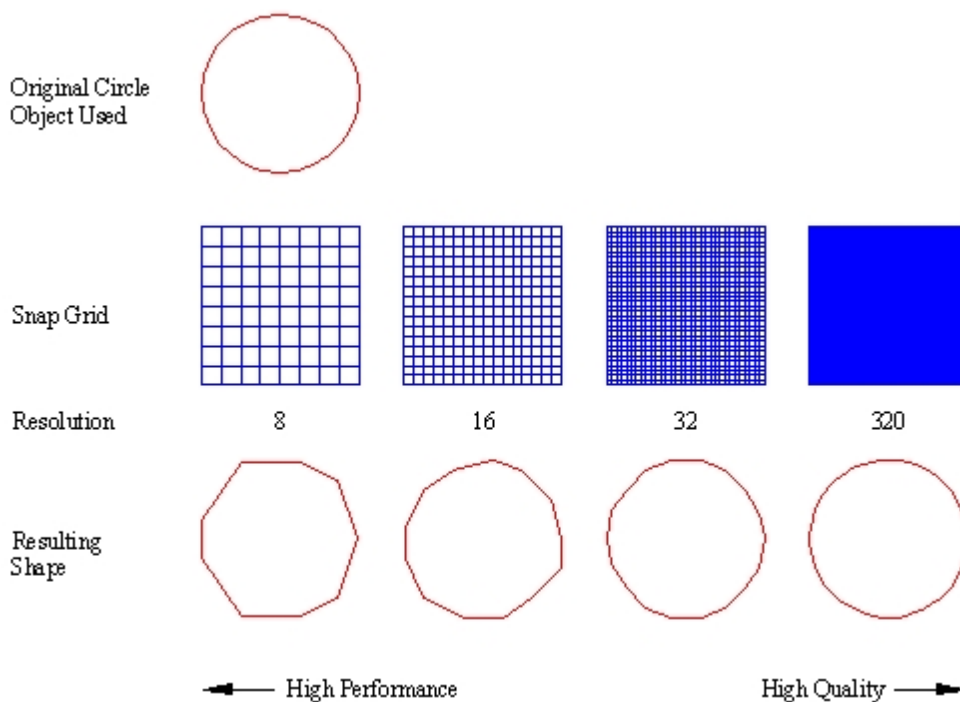 Original Circle
Object Used
Snap Grid
Resolution 8 16 32 320
Resulting
Shape
High Performance High Quality